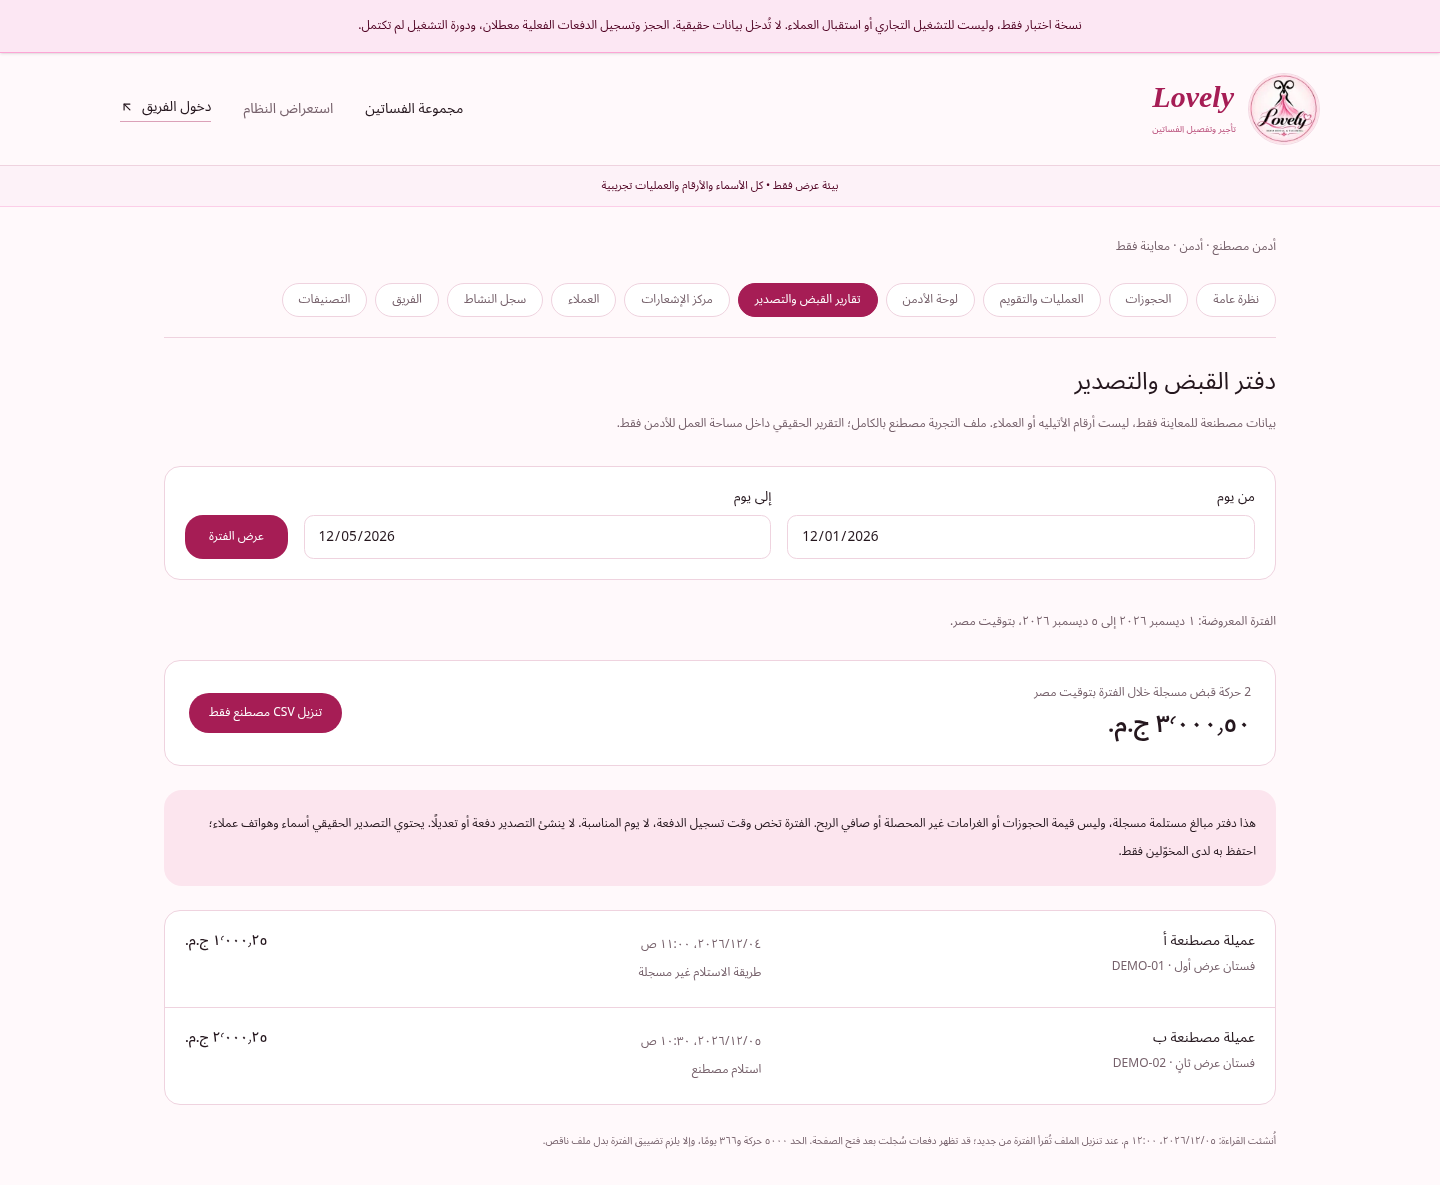 نسخة اختبار فقط، وليست للتشغيل التجاري أو استقبال العملاء. لا تُدخل بيانات حقيقية. الحجز وتسجيل الدفعات الفعلية معطلان، ودورة التشغيل لم تكتمل.
Lovely
Lovely
تأجير وتفصيل الفساتين
مجموعة الفساتين
استعراض النظام
دخول الفريق
بيئة عرض فقط • كل الأسماء والأرقام والعمليات تجريبية
أدمن مصطنع · أدمن · معاينة فقط
نظرة عامة
الحجوزات
العمليات والتقويم
لوحة الأدمن
تقارير القبض والتصدير
مركز الإشعارات
العملاء
سجل النشاط
الفريق
التصنيفات
دفتر القبض والتصدير
بيانات مصطنعة للمعاينة فقط، ليست أرقام الأتيليه أو العملاء. ملف التجربة مصطنع بالكامل؛ التقرير الحقيقي داخل مساحة العمل للأدمن فقط.
من يوم
إلى يوم
12/01/2026
12/05/2026
عرض الفترة
الفترة المعروضة: ١ ديسمبر ٢٠٢٦ إلى ٥ ديسمبر ٢٠٢٦، بتوقيت مصر.
2 حركة قبض مسجلة خلال الفترة بتوقيت مصر
٣٬٠٠٠٫٥٠ ج.م.
تنزيل CSV مصطنع فقط
هذا دفتر مبالغ مستلمة مسجلة، وليس قيمة الحجوزات أو الغرامات غير المحصلة أو صافي الربح. الفترة تخص وقت تسجيل الدفعة، لا يوم المناسبة. لا ينشئ التصدير دفعة أو تعديلًا. يحتوي التصدير الحقيقي أسماء وهواتف عملاء؛
احتفظ به لدى المخوّلين فقط.
عميلة مصطنعة أ
فستان عرض أول · DEMO-01
٢٠٢٦/١٢/٠٤، ١١:٠٠ ص
طريقة الاستلام غير مسجلة
١٬٠٠٠٫٢٥ ج.م.
عميلة مصطنعة ب
فستان عرض ثانٍ · DEMO-02
٢٠٢٦/١٢/٠٥، ١٠:٣٠ ص
استلام مصطنع
٢٬٠٠٠٫٢٥ ج.م.
أُنشئت القراءة: ٢٠٢٦/١٢/٠٥، ١٢:٠٠ م. عند تنزيل الملف تُقرأ الفترة من جديد؛ قد تظهر دفعات سُجلت بعد فتح الصفحة. الحد ٥٠٠٠ حركة و٣٦٦ يومًا، وإلا يلزم تضييق الفترة بدل ملف ناقص.